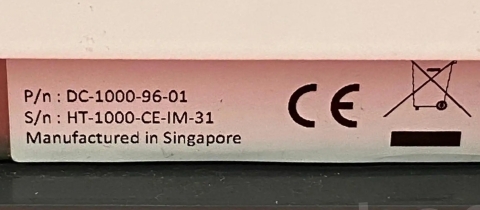 P/n : DC-1000-96-01
S/n : HT-1000-CE-IM-31
Manufactured in Singapore
CE